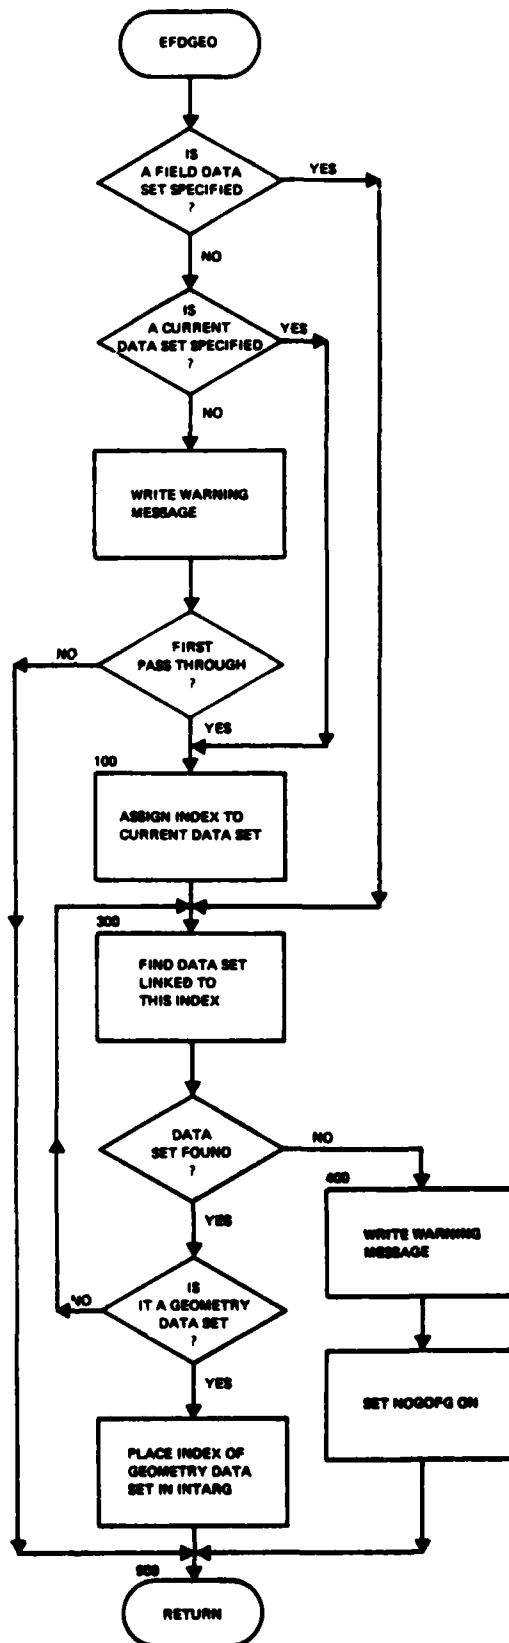 EFDGEO
IS
A FIELD DATA
SET SPECIFIED
?
YES
NO
IS
A CURRENT
DATA SET SPECIFIED
?
YES
NO
WRITE WARNING
MESSAGE
FIRST
PASS THROUGH
?
NO
YES
100
ASSIGN INDEX TO
CURRENT DATA SET
300
FIND DATA SET
LINKED TO
THIS INDEX
DATA
SET FOUND
?
NO
YES
400
WRITE WARNING
MESSAGE
IS
IT A GEOMETRY
DATA SET
?
NO
YES
SET NOGOFG ON
PLACE INDEX OF
GEOMETRY DATA
SET IN INTARG
900
RETURN